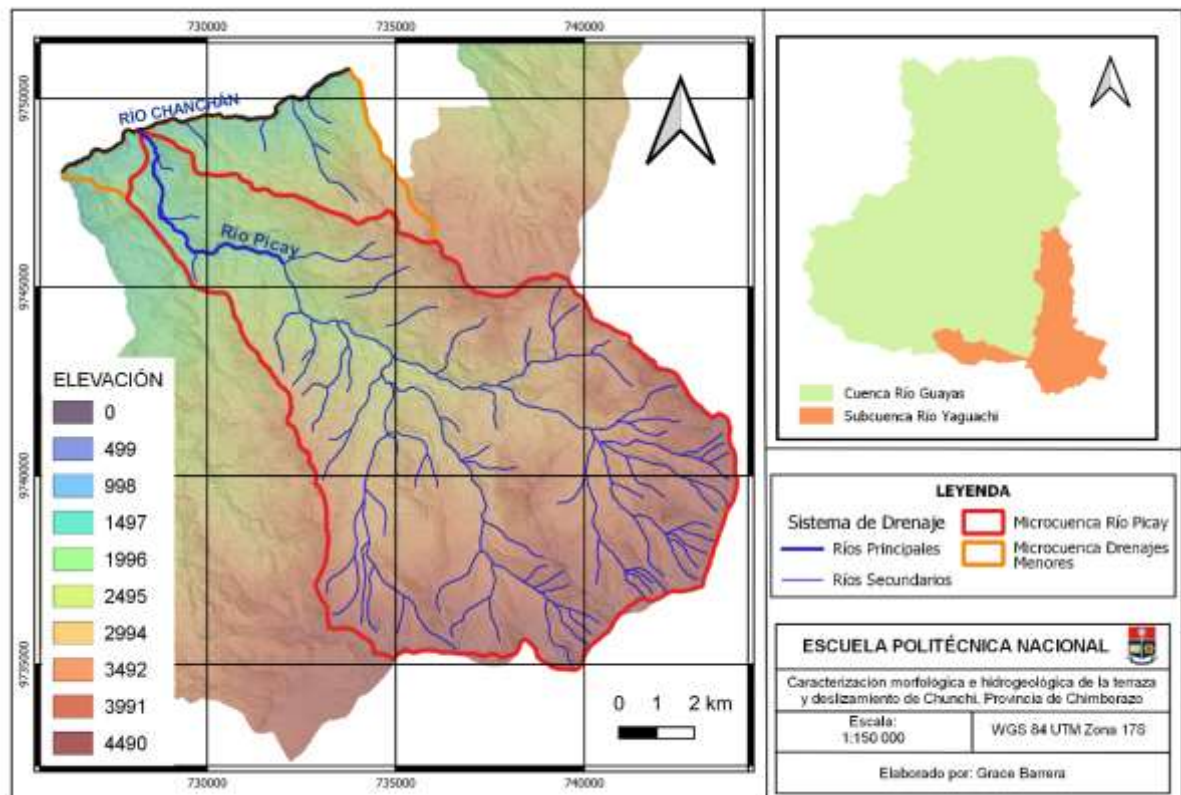 730000
735000
740000
9750000
9745000
9740000
9735000
RÍO CHANCHÁN
Río Picay
ELEVACIÓN
0
499
998
1497
1996
2495
2994
3492
3991
4490
0 1 2 km
730000
735000
740000
Cuenca Río Guayas
Subcuenca Río Yaguachi
LEYENDA
Sistema de Drenaje
Ríos Principales
Ríos Secundarios
Microcuenca Río Picay
Microcuenca Drenajes
Menores
ESCUELA POLITÉCNICA NACIONAL
Caracterización morfológica e hidrogeológica de la terraza
y deslizamiento de Chunchi, Provincia de Chimborazo
Escala:
1:150 000
WGS 84 UTM Zona 17S
Elaborado por: Grace Barrera